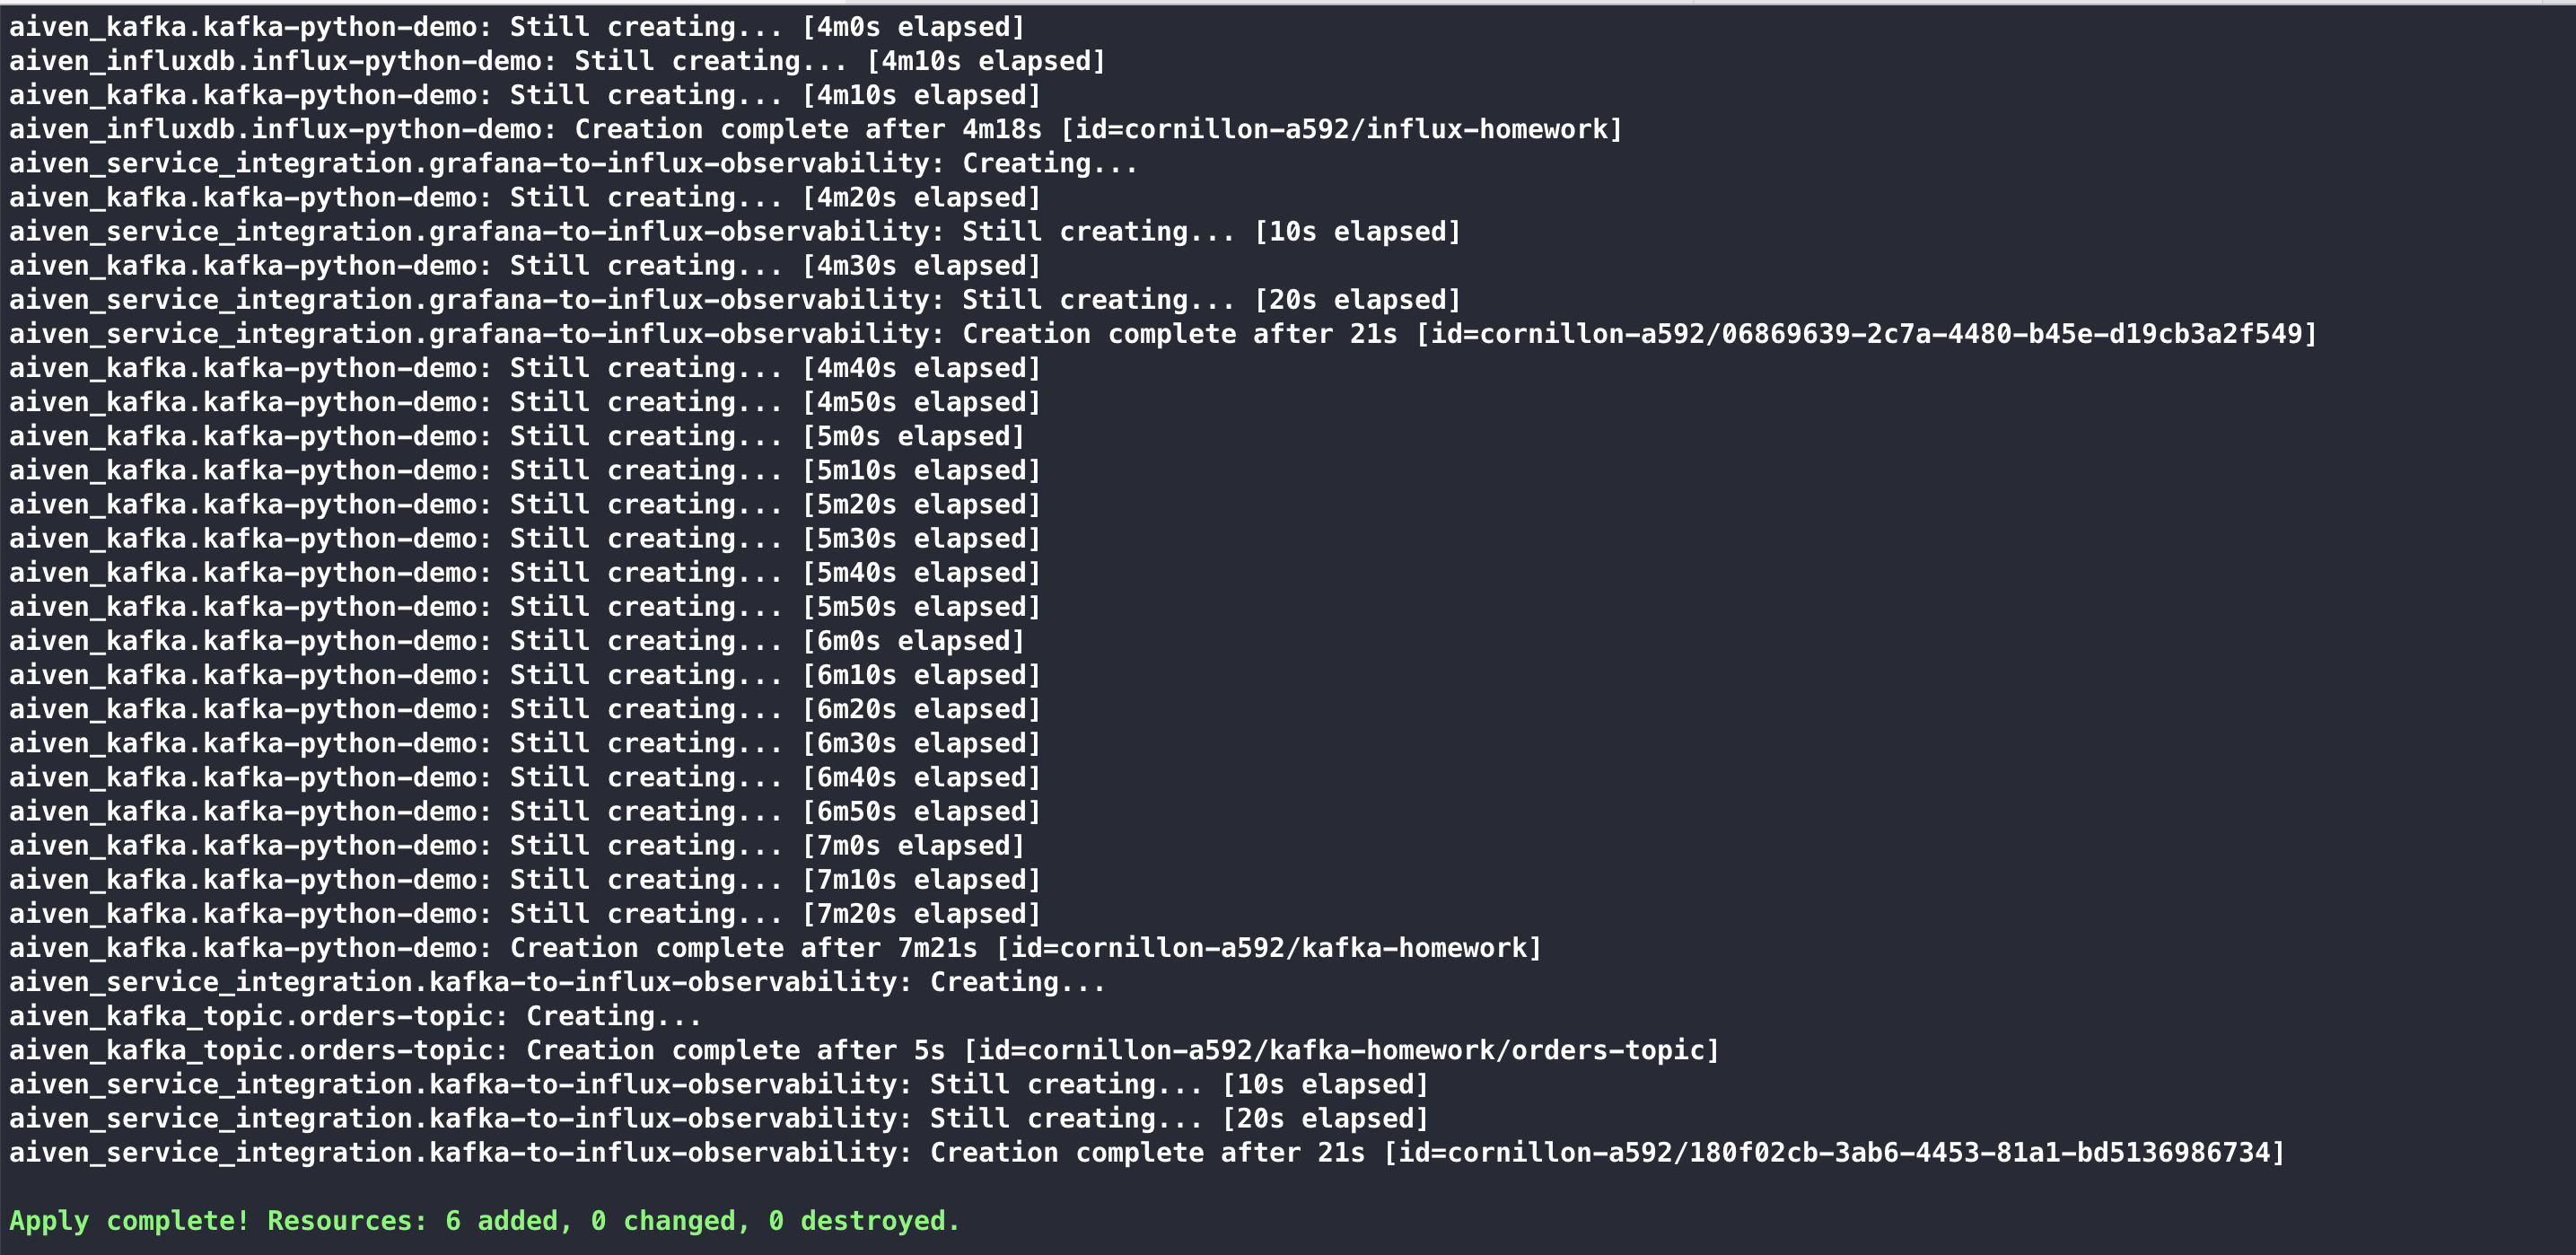 aiven_kafka.kafka-python-demo: Still creating... [4m0s elapsed]
aiven_influxdb.influx-python-demo: Still creating... [4m10s elapsed]
aiven_kafka.kafka-python-demo: Still creating... [4m10s elapsed]
aiven_influxdb.influx-python-demo: Creation complete after 4m18s [id=cornillon-a592/influx-homework]
aiven_service_integration.grafana-to-influx-observability: Creating...
aiven_kafka.kafka-python-demo: Still creating... [4m20s elapsed]
aiven_service_integration.grafana-to-influx-observability: Still creating... [10s elapsed]
aiven_kafka.kafka-python-demo: Still creating... [4m30s elapsed]
aiven_service_integration.grafana-to-influx-observability: Still creating... [20s elapsed]
aiven_service_integration.grafana-to-influx-observability: Creation complete after 21s [id=cornillon-a592/06869639-2c7a-4480-b45e-d19cb3a2f549]
aiven_kafka.kafka-python-demo: Still creating... [4m40s elapsed]
aiven_kafka.kafka-python-demo: Still creating... [4m50s elapsed]
aiven_kafka.kafka-python-demo: Still creating... [5m0s elapsed]
aiven_kafka.kafka-python-demo: Still creating... [5m10s elapsed]
aiven_kafka.kafka-python-demo: Still creating... [5m20s elapsed]
aiven_kafka.kafka-python-demo: Still creating... [5m30s elapsed]
aiven_kafka.kafka-python-demo: Still creating... [5m40s elapsed]
aiven_kafka.kafka-python-demo: Still creating... [5m50s elapsed]
aiven_kafka.kafka-python-demo: Still creating... [6m0s elapsed]
aiven_kafka.kafka-python-demo: Still creating... [6m10s elapsed]
aiven_kafka.kafka-python-demo: Still creating... [6m20s elapsed]
aiven_kafka.kafka-python-demo: Still creating... [6m30s elapsed]
aiven_kafka.kafka-python-demo: Still creating... [6m40s elapsed]
aiven_kafka.kafka-python-demo: Still creating... [6m50s elapsed]
aiven_kafka.kafka-python-demo: Still creating... [7m0s elapsed]
aiven_kafka.kafka-python-demo: Still creating... [7m10s elapsed]
aiven_kafka.kafka-python-demo: Still creating... [7m20s elapsed]
aiven_kafka.kafka-python-demo: Creation complete after 7m21s [id=cornillon-a592/kafka-homework]
aiven_service_integration.kafka-to-influx-observability: Creating...
aiven_kafka_topic.orders-topic: Creating...
aiven_kafka_topic.orders-topic: Creation complete after 5s [id=cornillon-a592/kafka-homework/orders-topic]
aiven_service_integration.kafka-to-influx-observability: Still creating... [10s elapsed]
aiven_service_integration.kafka-to-influx-observability: Still creating... [20s elapsed]
aiven_service_integration.kafka-to-influx-observability: Creation complete after 21s [id=cornillon-a592/180f02cb-3ab6-4453-81a1-bd5136986734]
Apply complete! Resources: 6 added, 0 changed, 0 destroyed.